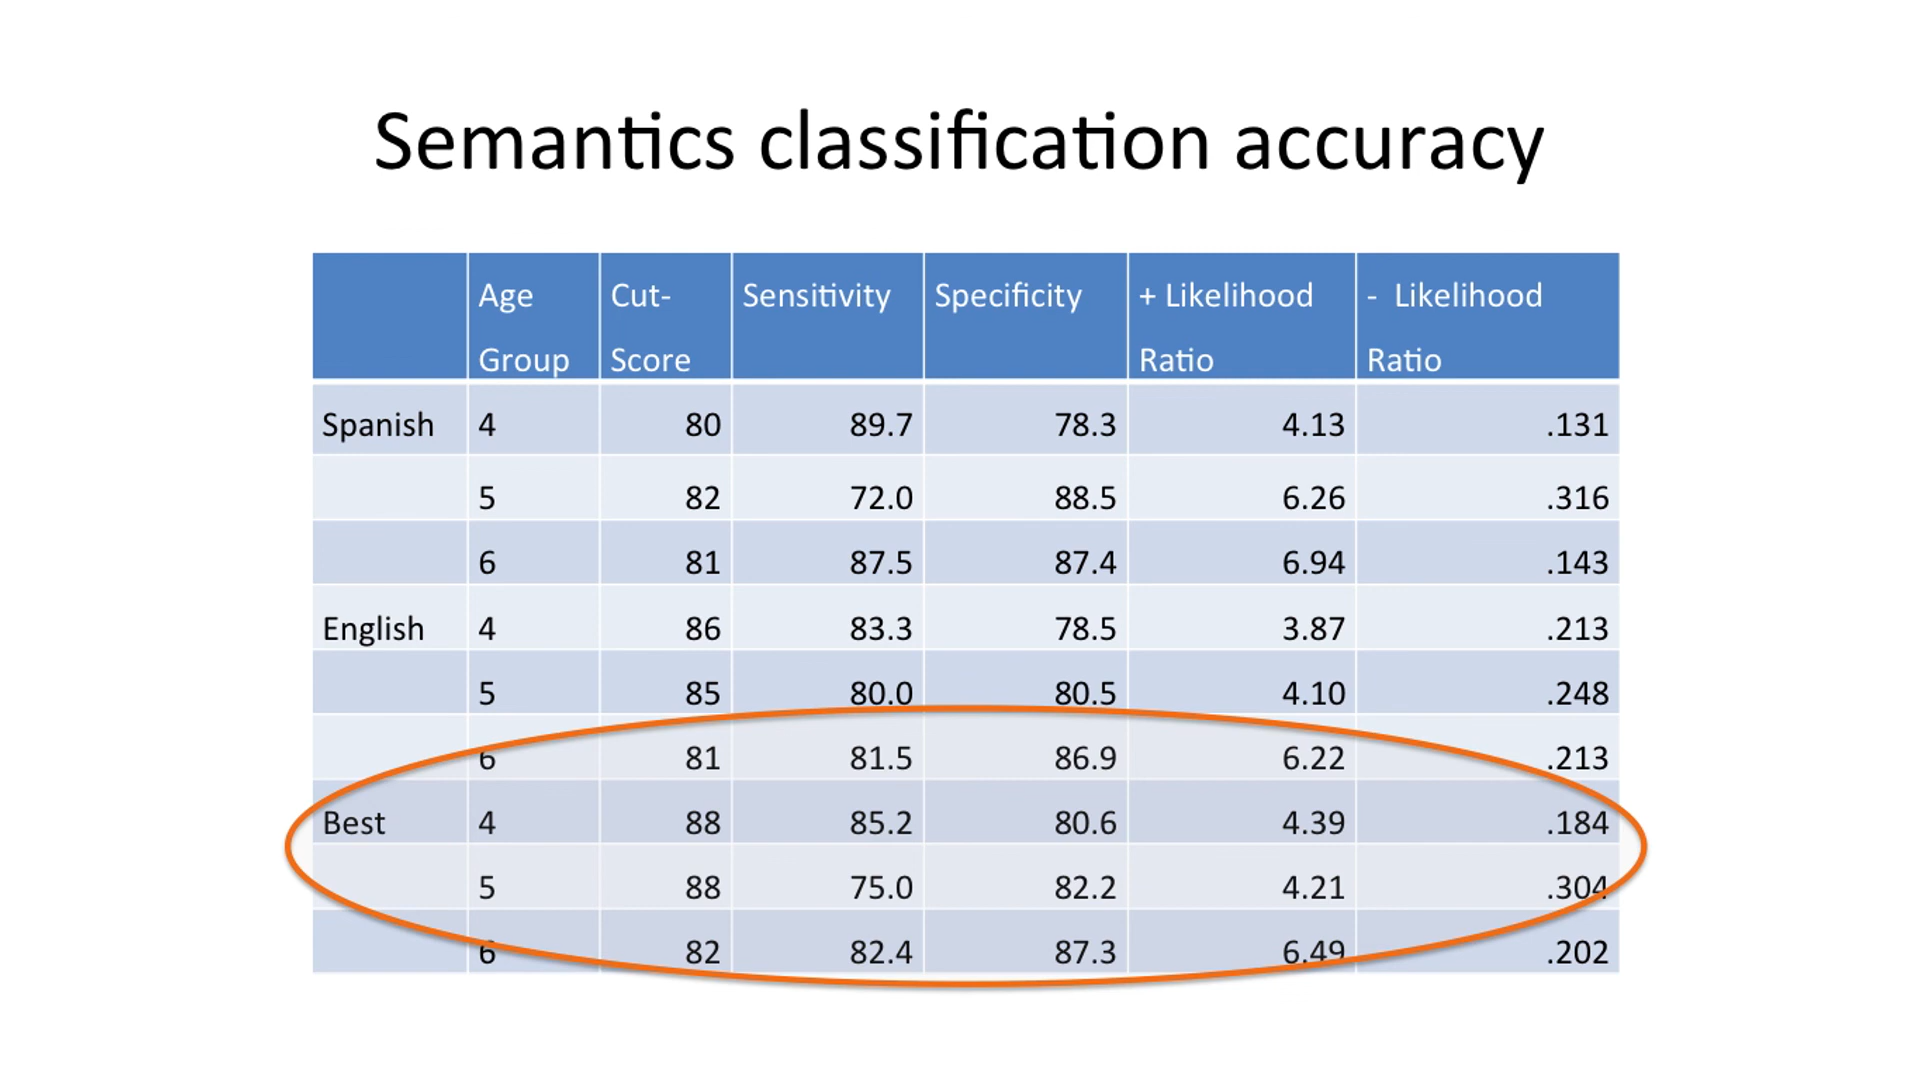 Semantics classification accuracy
Age Group Cut-Score Sensitivity Specificity + Likelihood Ratio - Likelihood Ratio
Spanish 4 80 89.7 78.3 4.13 .131
5 82 72.0 88.5 6.26 .316
6 81 87.5 87.4 6.94 .143
English 4 86 83.3 78.5 3.87 .213
5 85 80.0 80.5 4.10 .248
6 81 81.5 86.9 6.22 .213
Best 4 88 85.2 80.6 4.39 .184
5 88 75.0 82.2 4.21 .304
6 82 82.4 87.3 6.49 .202